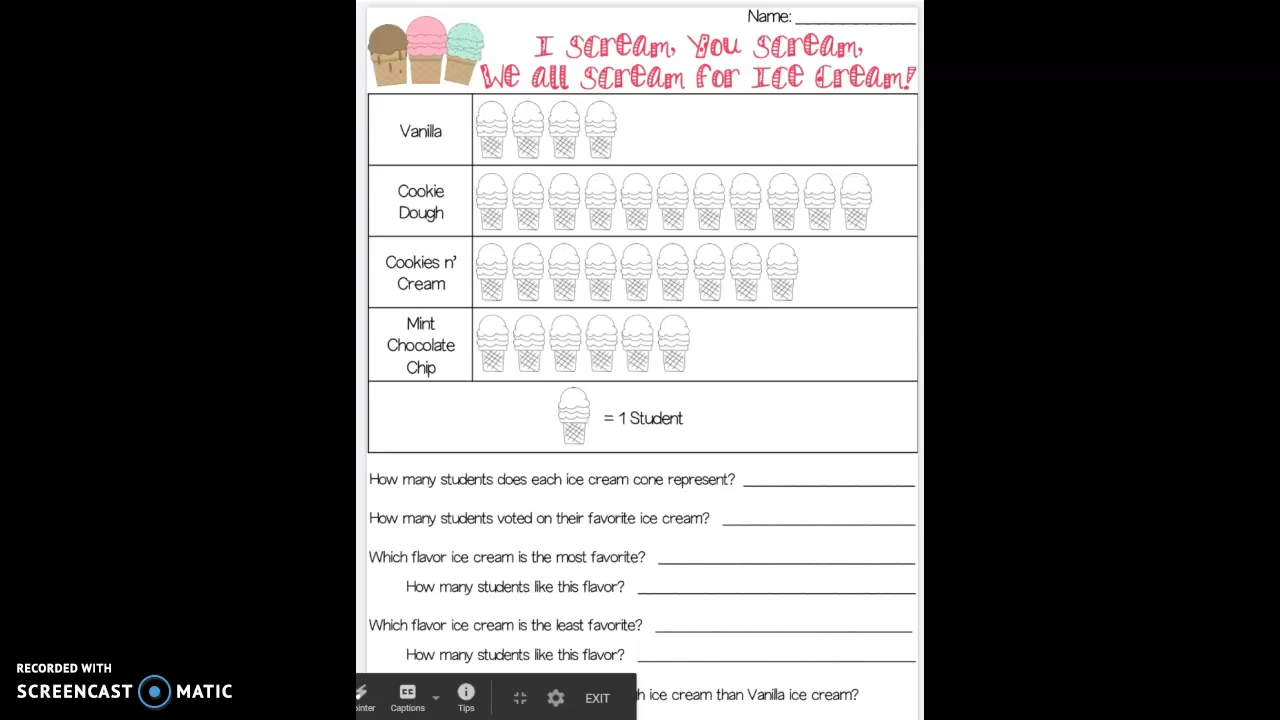 Name:
I Scream, You Scream,
We all Scream for Ice Cream!
Vanilla
Cookie
Dough
Cookies n'
Cream
Mint
Chocolate
Chip
= 1 Student
How many students does each ice cream cone represent?
How many students voted on their favorite ice cream?
Which flavor ice cream is the most favorite?
How many students like this flavor?
Which flavor ice cream is the least favorite?
How many students like this flavor?
ice cream than Vanilla ice cream?
CC Captions
Tips
EXIT
RECORDED WITH
SCREENCAST MATIC